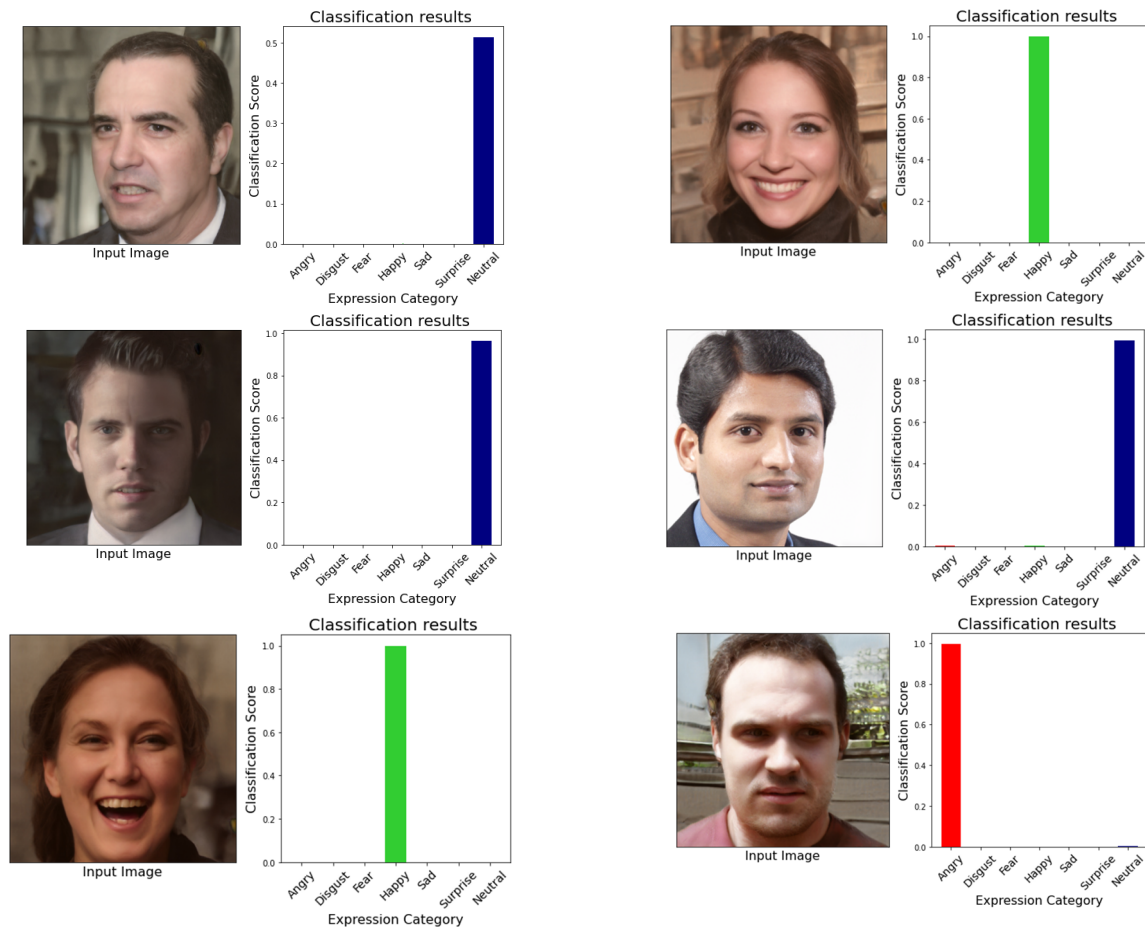 Classification results
0.5
0.4
0.3
0.2
0.1
0.0
Classification Score
Angry
Disgust
Fear
Happy
Sad
Surprise
Neutral
Expression Category
Input Image
Classification results
1.0
0.8
0.6
0.4
0.2
0.0
Classification Score
Angry
Disgust
Fear
Happy
Sad
Surprise
Neutral
Expression Category
Input Image
Classification results
1.0
0.8
0.6
0.4
0.2
0.0
Classification Score
Angry
Disgust
Fear
Happy
Sad
Surprise
Neutral
Expression Category
Input Image
Classification results
1.0
0.8
0.6
0.4
0.2
0.0
Classification Score
Angry
Disgust
Fear
Happy
Sad
Surprise
Neutral
Expression Category
Input Image
Classification results
1.0
0.8
0.6
0.4
0.2
0.0
Classification Score
Angry
Disgust
Fear
Happy
Sad
Surprise
Neutral
Expression Category
Input Image
Classification results
1.0
0.8
0.6
0.4
0.2
0.0
Classification Score
Angry
Disgust
Fear
Happy
Sad
Surprise
Neutral
Expression Category
Input Image